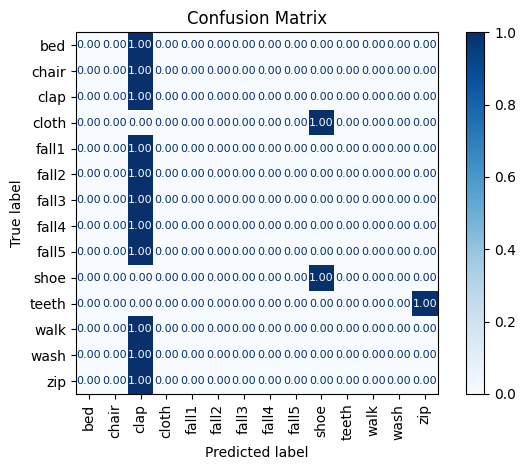 Confusion Matrix
True label
bed 0.00 0.00 1.00 0.00 0.00 0.00 0.00 0.00 0.00 0.00 0.00 0.00 0.00 0.00
chair 0.00 0.00 1.00 0.00 0.00 0.00 0.00 0.00 0.00 0.00 0.00 0.00 0.00 0.00
clap 0.00 0.00 1.00 0.00 0.00 0.00 0.00 0.00 0.00 0.00 0.00 0.00 0.00 0.00
cloth 0.00 0.00 0.00 0.00 0.00 0.00 0.00 0.00 0.00 1.00 0.00 0.00 0.00 0.00
fall1 0.00 0.00 1.00 0.00 0.00 0.00 0.00 0.00 0.00 0.00 0.00 0.00 0.00 0.00
fall2 0.00 0.00 1.00 0.00 0.00 0.00 0.00 0.00 0.00 0.00 0.00 0.00 0.00 0.00
fall3 0.00 0.00 1.00 0.00 0.00 0.00 0.00 0.00 0.00 0.00 0.00 0.00 0.00 0.00
fall4 0.00 0.00 1.00 0.00 0.00 0.00 0.00 0.00 0.00 0.00 0.00 0.00 0.00 0.00
fall5 0.00 0.00 1.00 0.00 0.00 0.00 0.00 0.00 0.00 0.00 0.00 0.00 0.00 0.00
shoe 0.00 0.00 0.00 0.00 0.00 0.00 0.00 0.00 0.00 1.00 0.00 0.00 0.00 0.00
teeth 0.00 0.00 0.00 0.00 0.00 0.00 0.00 0.00 0.00 0.00 0.00 0.00 0.00 1.00
walk 0.00 0.00 1.00 0.00 0.00 0.00 0.00 0.00 0.00 0.00 0.00 0.00 0.00 0.00
wash 0.00 0.00 1.00 0.00 0.00 0.00 0.00 0.00 0.00 0.00 0.00 0.00 0.00 0.00
zip 0.00 0.00 1.00 0.00 0.00 0.00 0.00 0.00 0.00 0.00 0.00 0.00 0.00 0.00
bed chair clap cloth fall1 fall2 fall3 fall4 fall5 shoe teeth walk wash zip
Predicted label
1.0
0.8
0.6
0.4
0.2
0.0